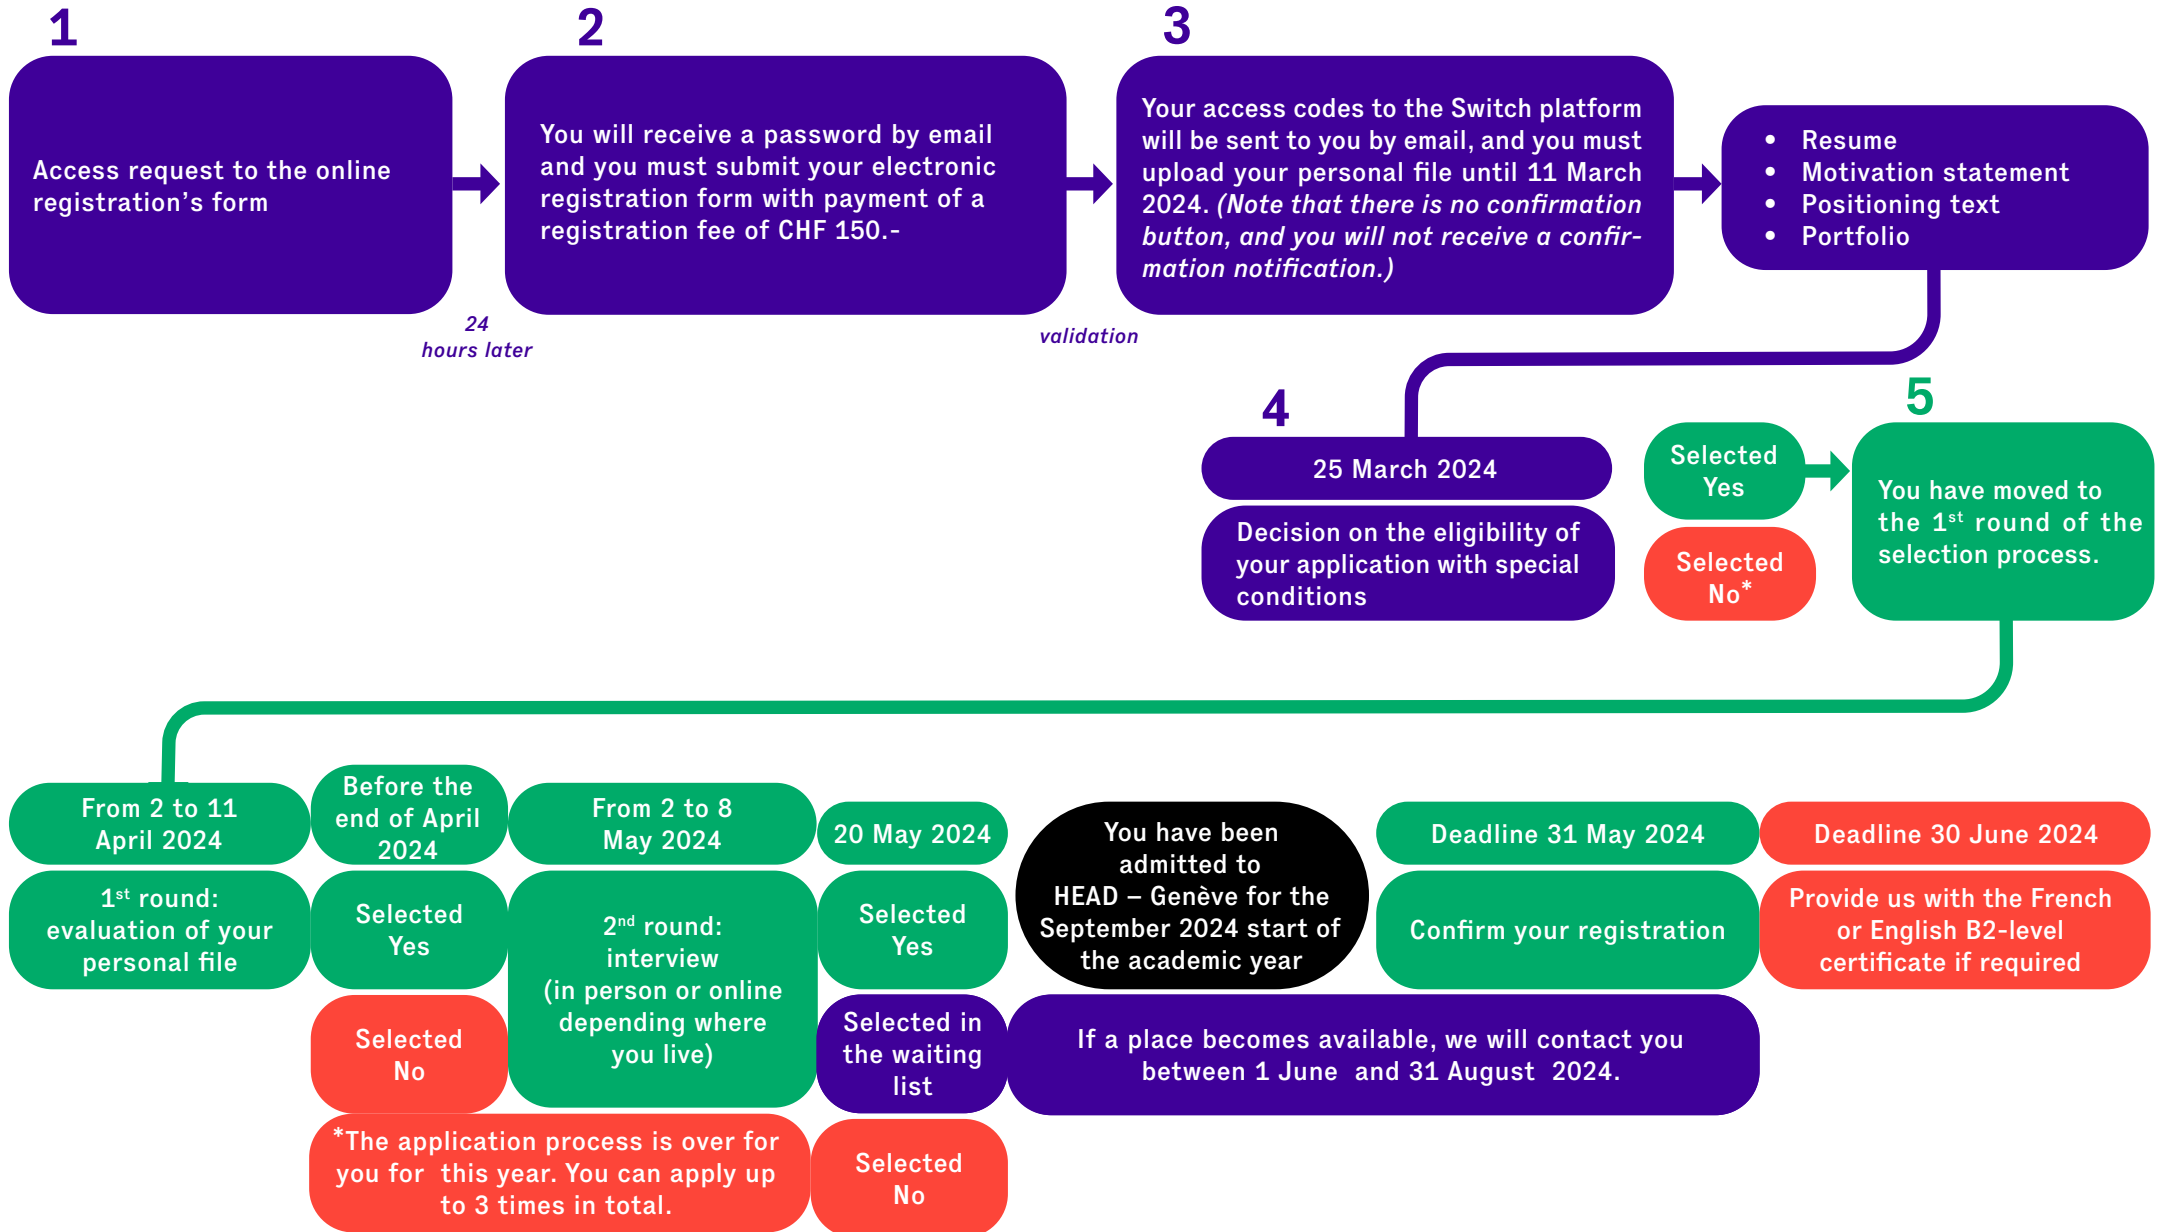 1
Access request to the online
registration’s form
24
hours later
2
You will receive a password by email
and you must submit your electronic
registration form with payment of a
registration fee of CHF 150.-
validation
3
Your access codes to the Switch platform
will be sent to you by email, and you must
upload your personal file until 11 March
2024. (Note that there is no confirmation
button, and you will not receive a confir-
mation notification.)
• Resume
• Motivation statement
• Positioning text
• Portfolio
4
25 March 2024
Decision on the eligibility of
your application with special
conditions
Selected
Yes
Selected
No*
5
You have moved to
the 1st round of the
selection process.
From 2 to 11
April 2024
1st round:
evaluation of your
personal file
Before the
end of April
2024
Selected
Yes
Selected
No
*The application process is over for
you for  this year. You can apply up
to 3 times in total.
From 2 to 8
May 2024
2nd round:
interview
(in person or online
depending where
you live)
20 May 2024
Selected
Yes
Selected in
the waiting
list
Selected
No
You have been
admitted to
HEAD – Genève for the
September 2024 start of
the academic year
If a place becomes available, we will contact you
between 1 June  and 31 August  2024.
Deadline 31 May 2024
Confirm your registration
Deadline 30 June 2024
Provide us with the French
or English B2-level
certificate if required